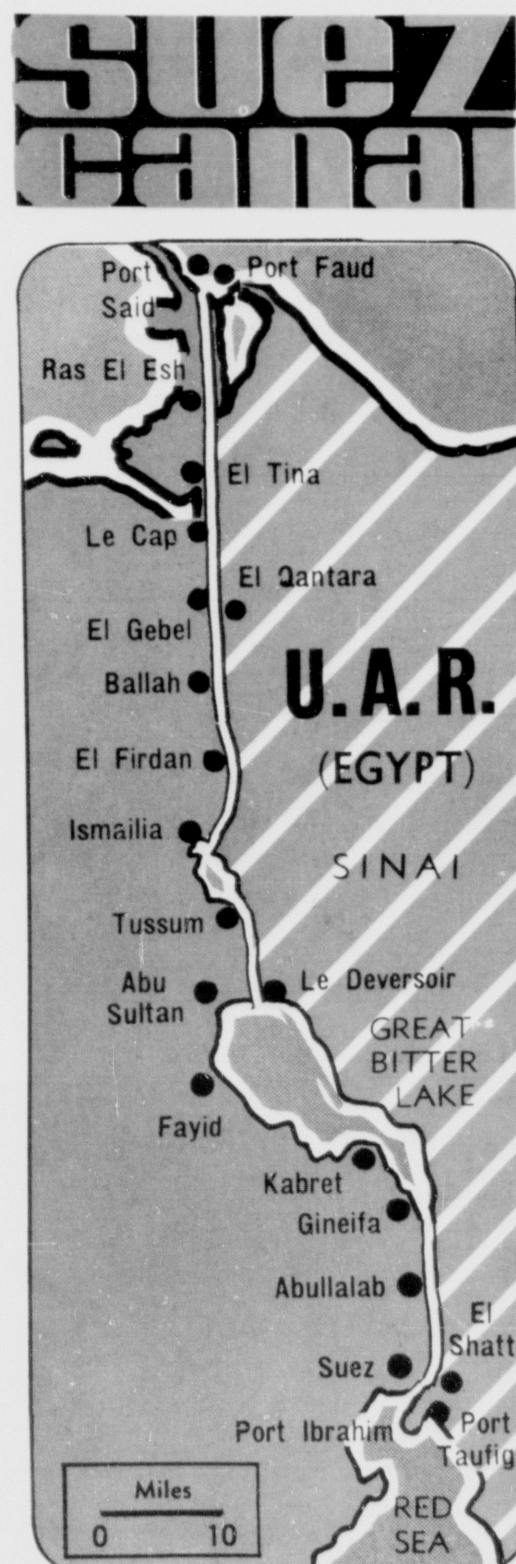 suez
canal
Port
Said
Port Faud
Ras El Esh
El Tina
Le Cap
El Qantara
El Gebel
Ballah
U.A.R.
(EGYPT)
El Firdan
Ismailia
SINAI
Tussum
Abu
Sultan
Le Deversoir
GREAT
BITTER
LAKE
Fayid
Kabret
Gineifa
Abullalab
El
Shatt
Suez
Port Ibrahim
Port
Taufig
RED
SEA
Miles
0 10